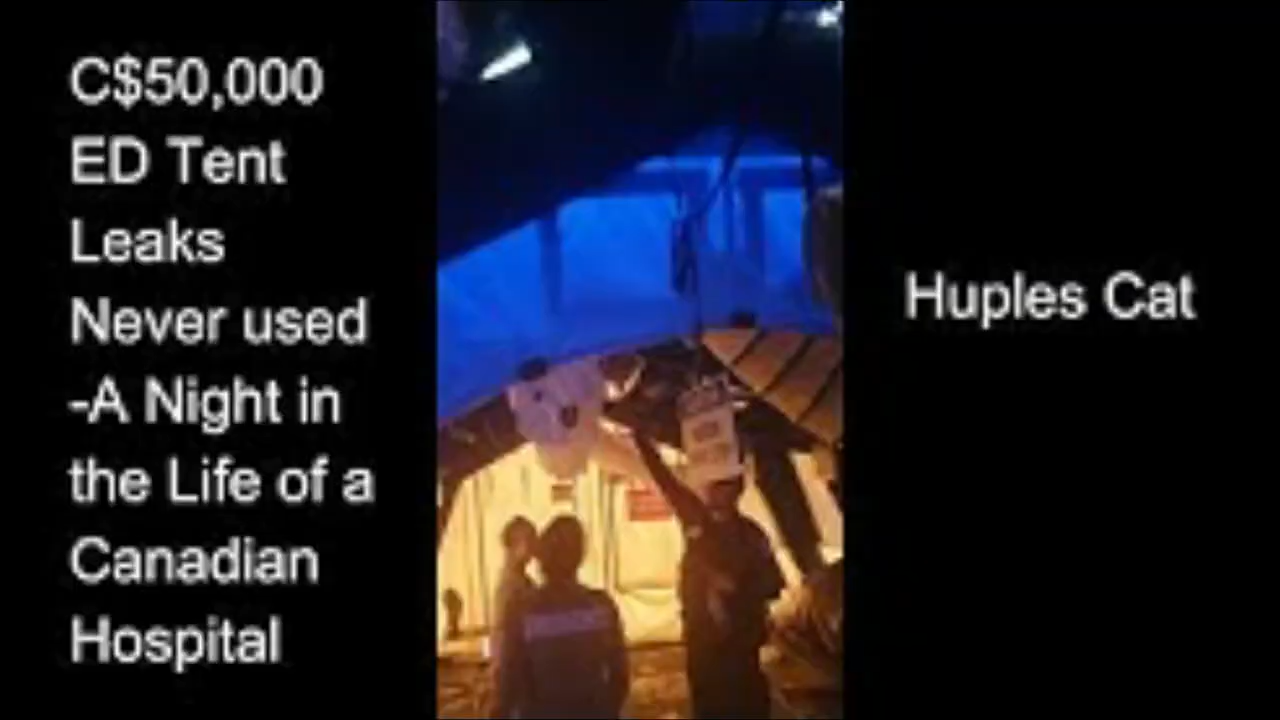 C$50,000
ED Tent
Leaks
Never used
-A Night in
the Life of a
Canadian
Hospital
Huples Cat